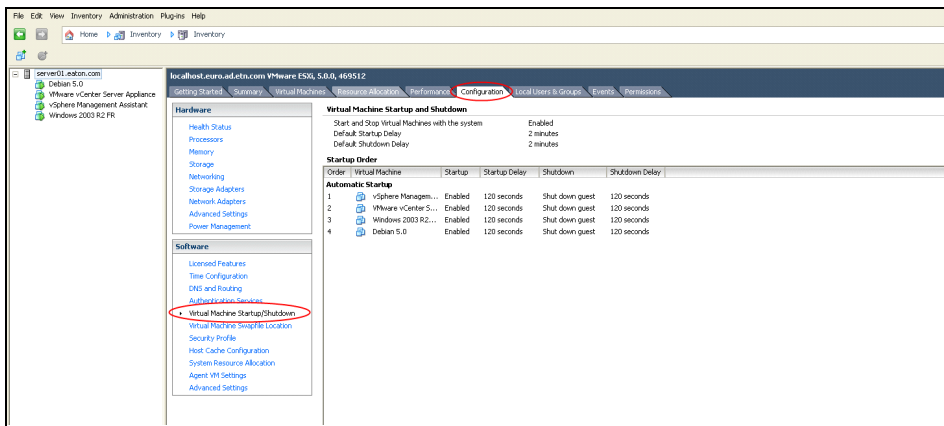 File Edit View Inventory Administration Plug-ins Help
Home Inventory Inventory
server01.eaton.com
Debian 5.0
VMware vCenter Server Appliance
vSphere Management Assistant
Windows 2003 R2 FR
localhost.euro.ad.etn.com VMware ESXi, 5.0.0, 469512
Getting Started Summary Virtual Machines Resource Allocation Performance Configuration Local Users & Groups Events Permissions
Hardware
Health Status
Processors
Memory
Storage
Networking
Storage Adapters
Network Adapters
Advanced Settings
Power Management
Software
Licensed Features
Time Configuration
DNS and Routing
Authentication Services
Virtual Machine Startup/Shutdown
Virtual Machine Swapfile Location
Security Profile
Host Cache Configuration
System Resource Allocation
Agent VM Settings
Advanced Settings
Virtual Machine Startup and Shutdown
Start and Stop Virtual Machines with the system Enabled
Default Startup Delay 2 minutes
Default Shutdown Delay 2 minutes
Startup Order
Order Virtual Machine Startup Startup Delay Shutdown Shutdown Delay
Automatic Startup
1 vSphere Managem... Enabled 120 seconds Shut down guest 120 seconds
2 VMware vCenter S... Enabled 120 seconds Shut down guest 120 seconds
3 Windows 2003 R2... Enabled 120 seconds Shut down guest 120 seconds
4 Debian 5.0 Enabled 120 seconds Shut down guest 120 seconds